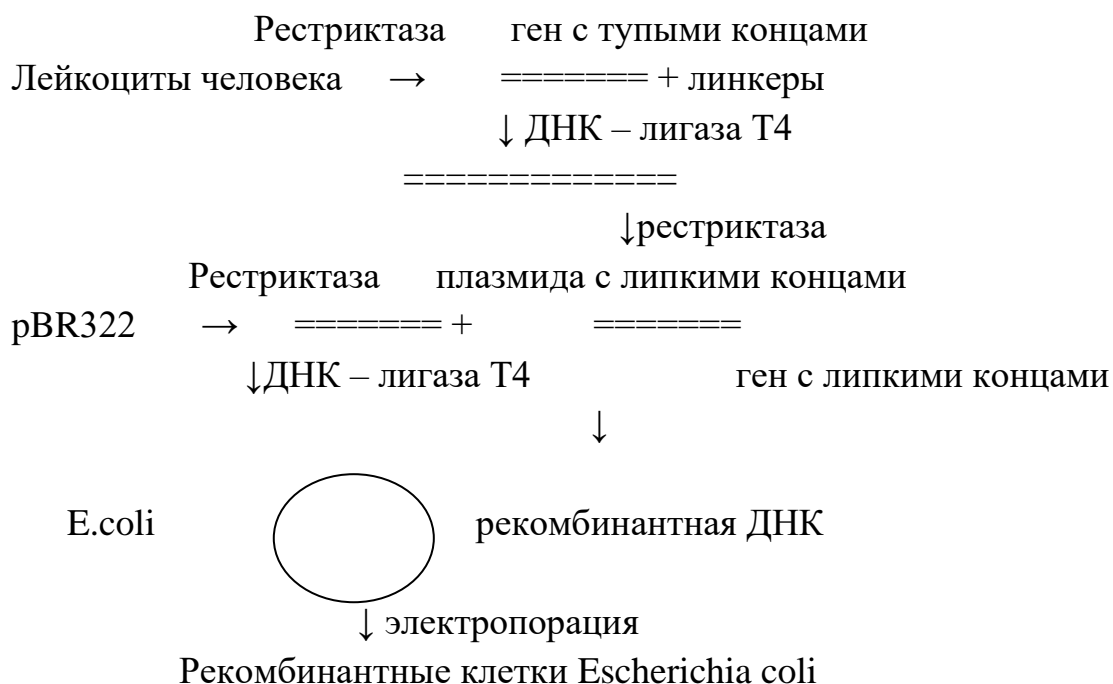 Рестриктаза ген с тупыми концами
Лейкоциты человека → ======= + линкеры
↓ ДНК – лигаза Т4
=============
↓рестриктаза
Рестриктаза плазмида с липкими концами
pBR322 → ======= + =======
↓ДНК – лигаза Т4 ген с липкими концами
↓
E.coli рекомбинантная ДНК
↓ электропорация
Рекомбинантные клетки Escherichia coli